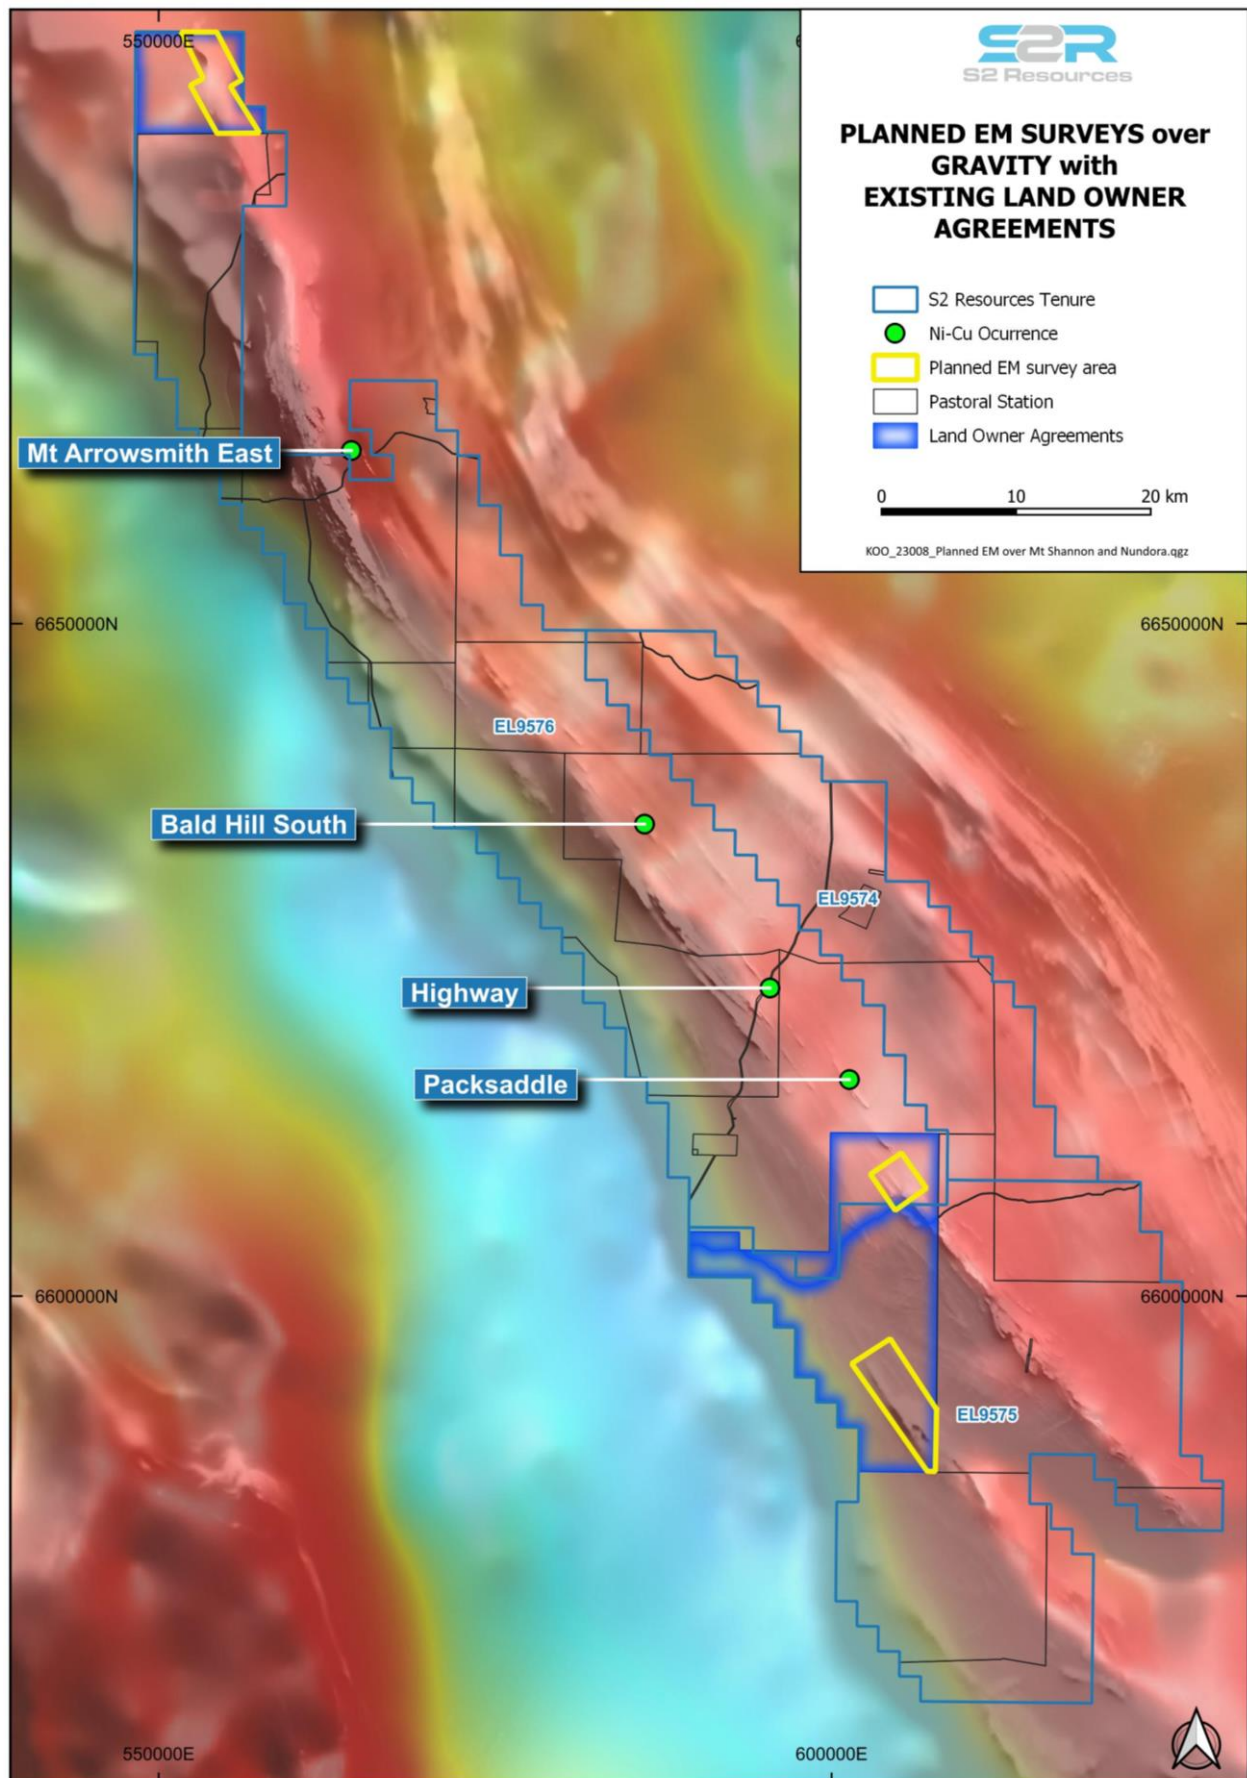 550000E
6
S2R
S2 Resources
PLANNED EM SURVEYS over
GRAVITY with
EXISTING LAND OWNER
AGREEMENTS
S2 Resources Tenure
Ni-Cu Ocurrence
Planned EM survey area
Pastoral Station
Land Owner Agreements
0 10 20 km
KOO_23008_Planned EM over Mt Shannon and Nundora.qgz
Mt Arrowsmith East
6650000N
6650000N
EL9576
Bald Hill South
EL9574
Highway
Packsaddle
6600000N
6600000N
EL9575
550000E
600000E